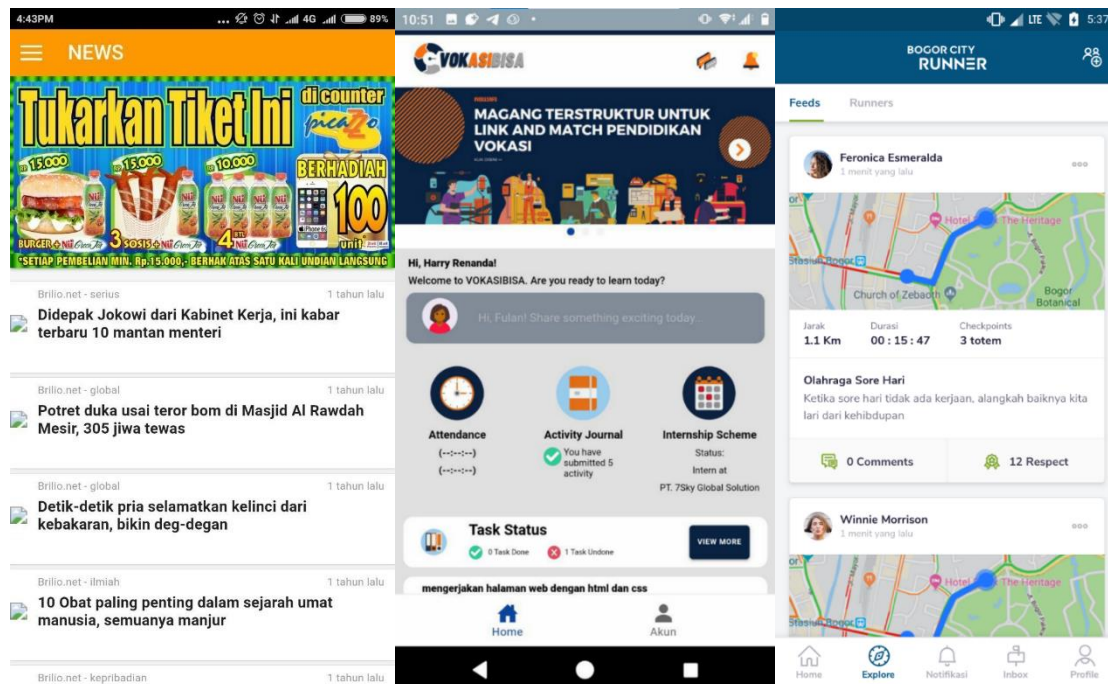 4:43PM
... 4G 89%
NEWS
Tukarkan Tiket Ini
di counter
picazzo
Rp 15.000
Rp 15.000
Rp 10.000
BERHADIAH
100
unit
iPhone 6s
BURGER + NU Green Tea
3 SOSIS + NU Green Tea
4 BTL NU Green Tea
*SETIAP PEMBELIAN MIN. Rp.15.000,- BERHAK ATAS SATU KALI UNDIAN LANGSUNG
Brilio.net - serius
1 tahun lalu
Didepak Jokowi dari Kabinet Kerja, ini kabar
terbaru 10 mantan menteri
Brilio.net - global
1 tahun lalu
Potret duka usai teror bom di Masjid Al Rawdah
Mesir, 305 jiwa tewas
Brilio.net - global
1 tahun lalu
Detik-detik pria selamatkan kelinci dari
kebakaran, bikin deg-degan
Brilio.net - ilmiah
1 tahun lalu
10 Obat paling penting dalam sejarah umat
manusia, semuanya manjur
Brilio.net - kepribadian
1 tahun lalu
10:51
VOKASIBISA
MAGANG TERSTRUKTUR UNTUK
LINK AND MATCH PENDIDIKAN
VOKASI
Hi, Harry Renanda!
Welcome to VOKASIBISA. Are you ready to learn today?
Hi, Fulan! Share something exciting today...
Attendance
(--:--:--)
(--:--:--)
Activity Journal
You have
submitted 5
activity
Internship Scheme
Status:
Intern at
PT. 7Sky Global Solution
Task Status
0 Task Done
1 Task Undone
VIEW MORE
mengerjakan halaman web dengan html dan css
Home
Akun
LTE 5:37
BOGOR CITY
RUNNER
Feeds
Runners
Feronica Esmeralda
1 menit yang lalu
Hotel
The Heritage
Stasiun Bogor
Church of Zebaoth
Bogor
Botanical
Jarak
Durasi
Checkpoints
1.1 Km
00 : 15 : 47
3 totem
Olahraga Sore Hari
Ketika sore hari tidak ada kerjaan, alangkah baiknya kita
lari dari kehibdupan
0 Comments
12 Respect
Winnie Morrison
1 menit yang lalu
Hotel
The Heritage
Stasiun Bogor
Home
Explore
Notifikasi
Inbox
Profile